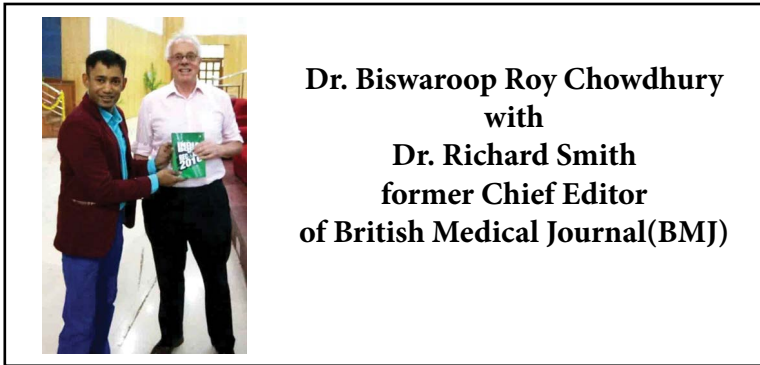 Dr. Biswaroop Roy Chowdhury
with
Dr. Richard Smith
former Chief Editor
of British Medical Journal(BMJ)